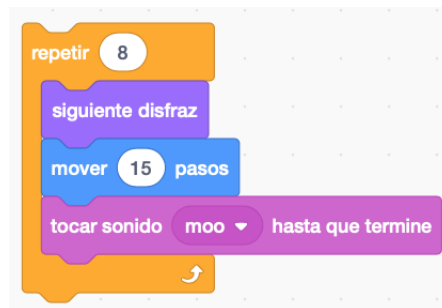 repetir 8
siguiente disfraz
mover 15 pasos
tocar sonido moo hasta que termine